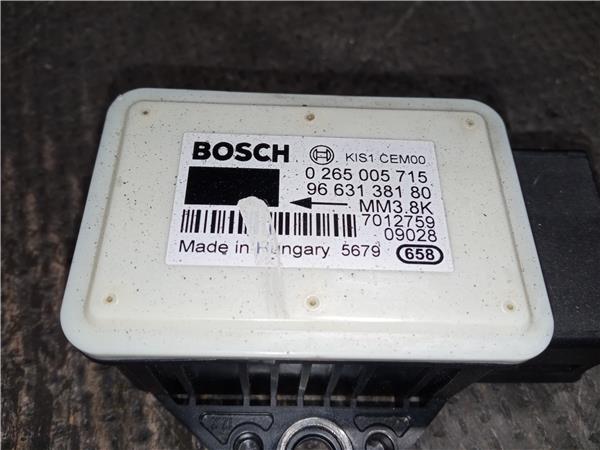 BOSCH KIS1 CEM00
0 265 005 715
96 631 381 80
MM3.8K
7012759
09028
Made in Hungary 5679 658